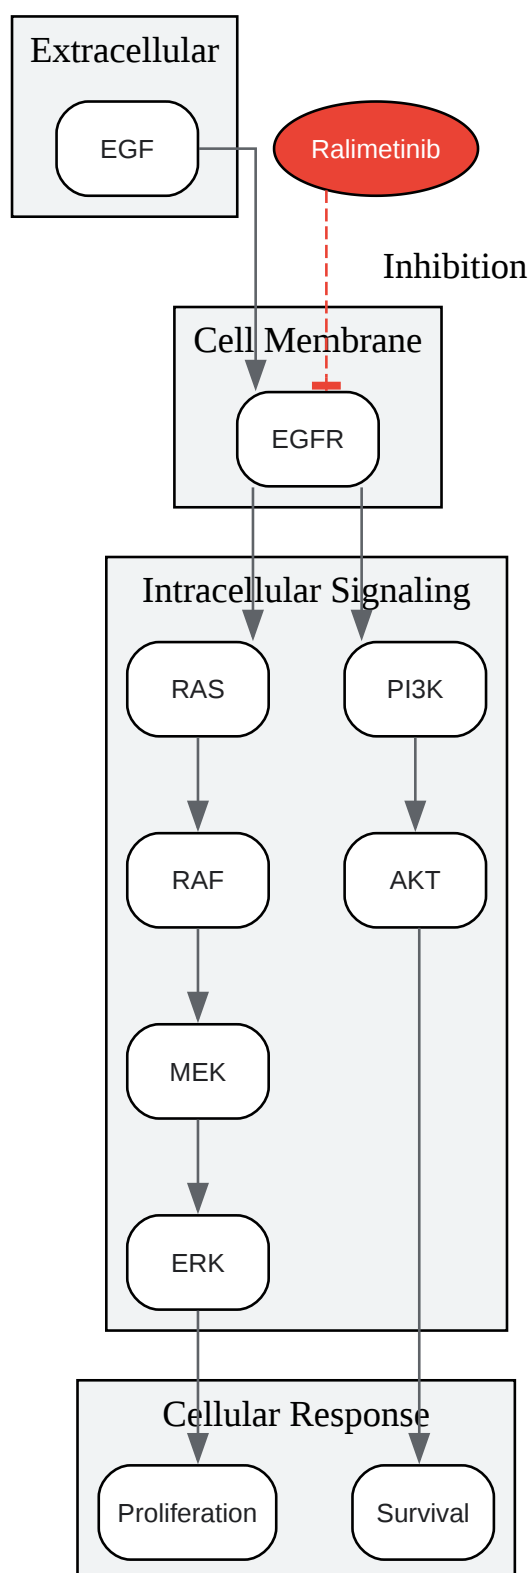 Extracellular
EGF
Ralimetinib
Inhibition
Cell Membrane
EGFR
Intracellular Signaling
RAS
PI3K
RAF
AKT
MEK
ERK
Cellular Response
Proliferation
Survival